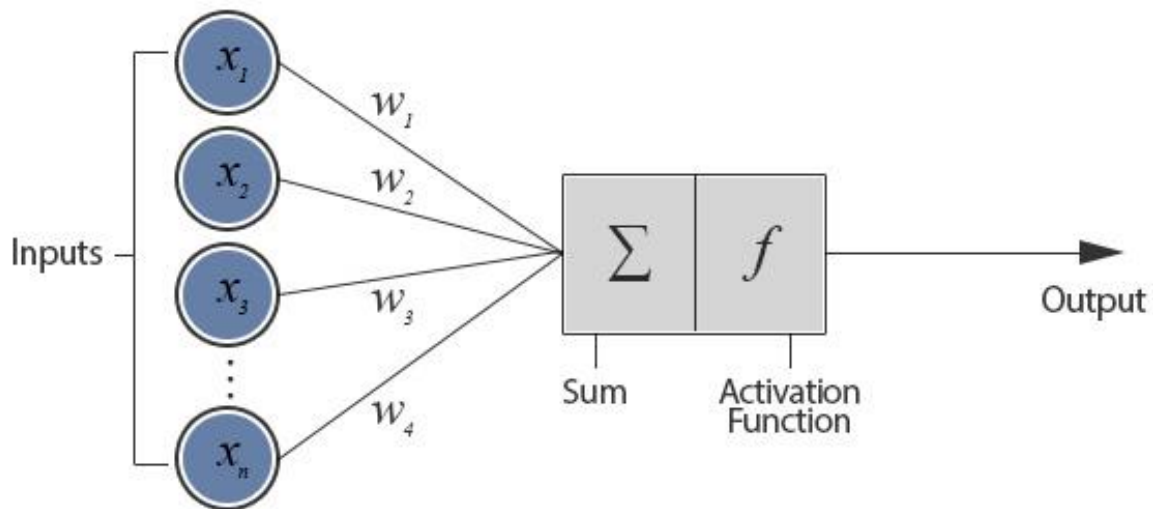 x₁
w₁
x₂
w₂
Inputs
x₃
w₃
Σ
f
Output
Sum
Activation
Function
w₄
xₙ